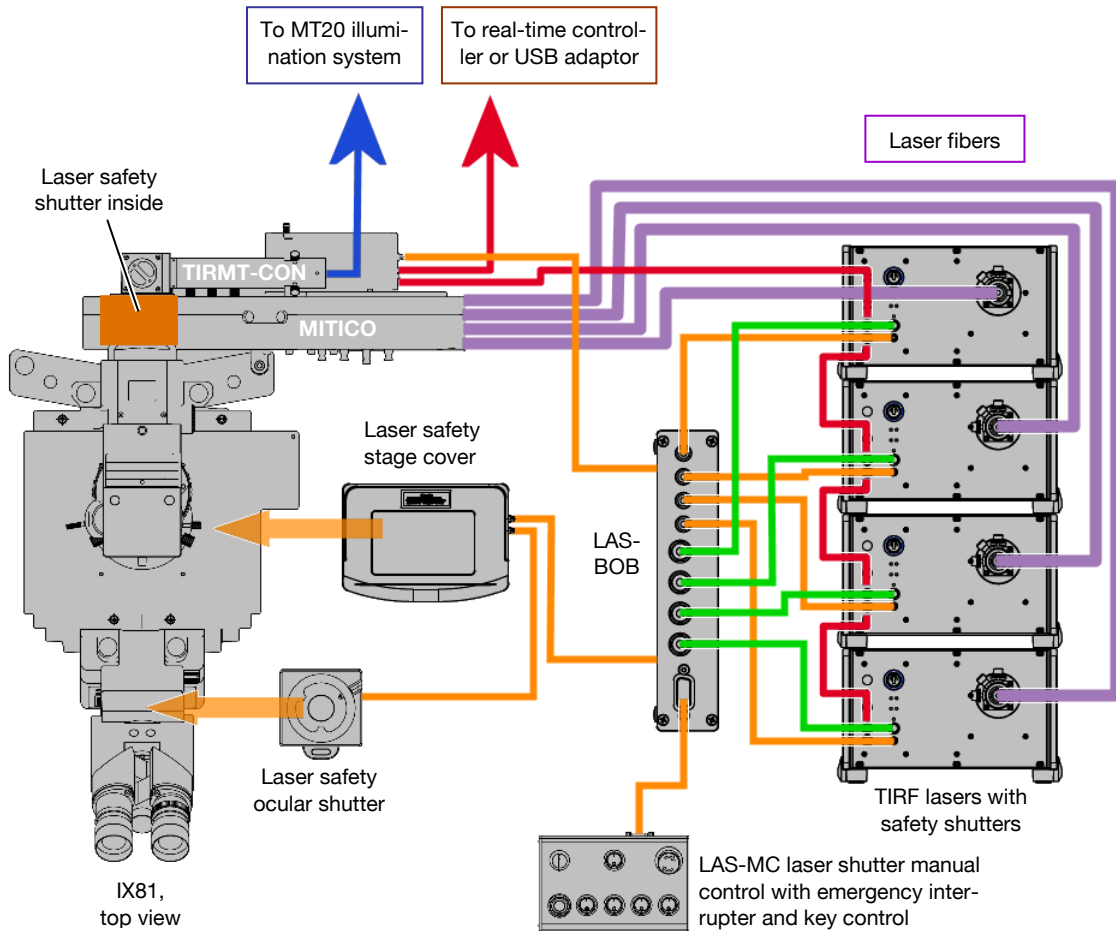 To MT20 illumi-
nation system
To real-time control-
ler or USB adaptor
Laser fibers
Laser safety
shutter inside
TIRMT-CON
MITICO
Laser safety
stage cover
LAS-
BOB
Laser safety
ocular shutter
TIRF lasers with
safety shutters
LAS-MC laser shutter manual
control with emergency inter-
rupter and key control
IX81,
top view